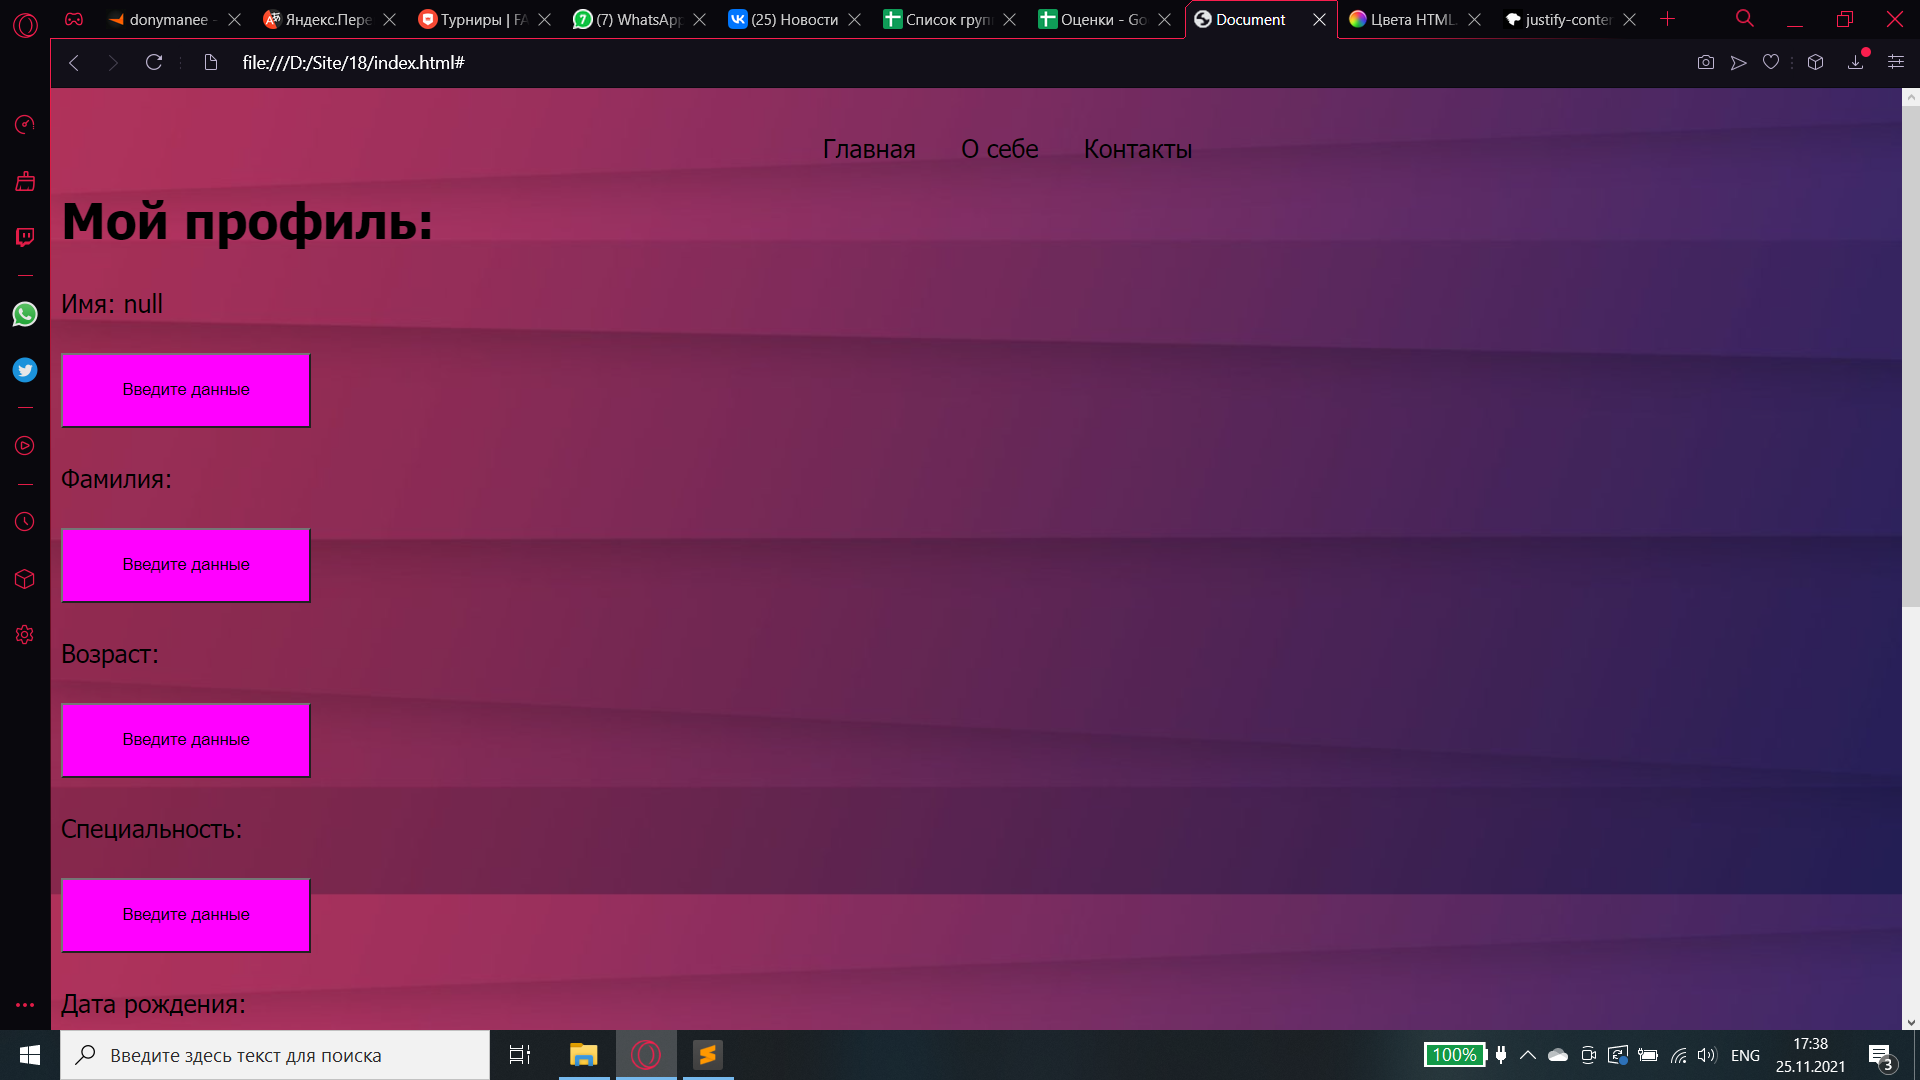 donymanee -
Яндекс.Пере
Турниры | FA
(7) WhatsApp
(25) Новости
Список груп
Оценки - Go
Document
Цвета HTML.
justify-conter
file:///D:/Site/18/index.html#
Главная О себе Контакты
Мой профиль:
Имя: null
Введите данные
Фамилия:
Введите данные
Возраст:
Введите данные
Специальность:
Введите данные
Дата рождения:
Введите здесь текст для поиска
100%
ENG
17:38
25.11.2021
3